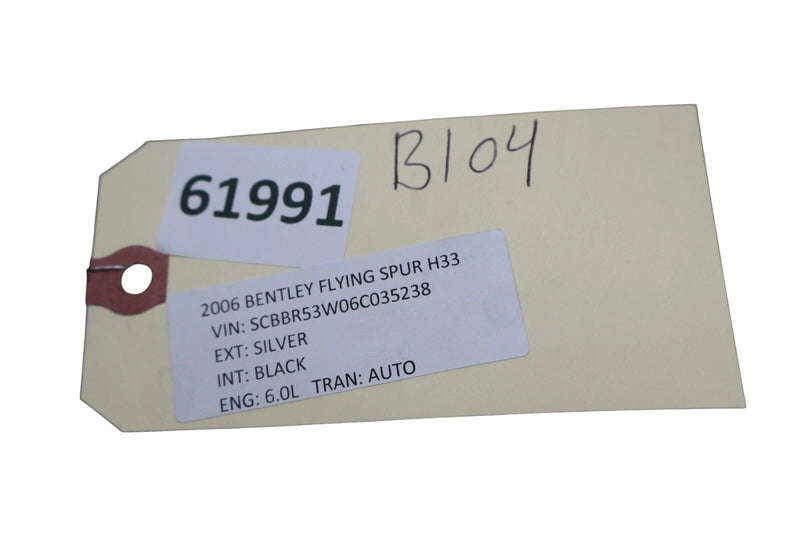 B104
61991
2006 BENTLEY FLYING SPUR H33
VIN: SCBBR53W06C035238
EXT: SILVER
INT: BLACK
ENG: 6.0L TRAN: AUTO